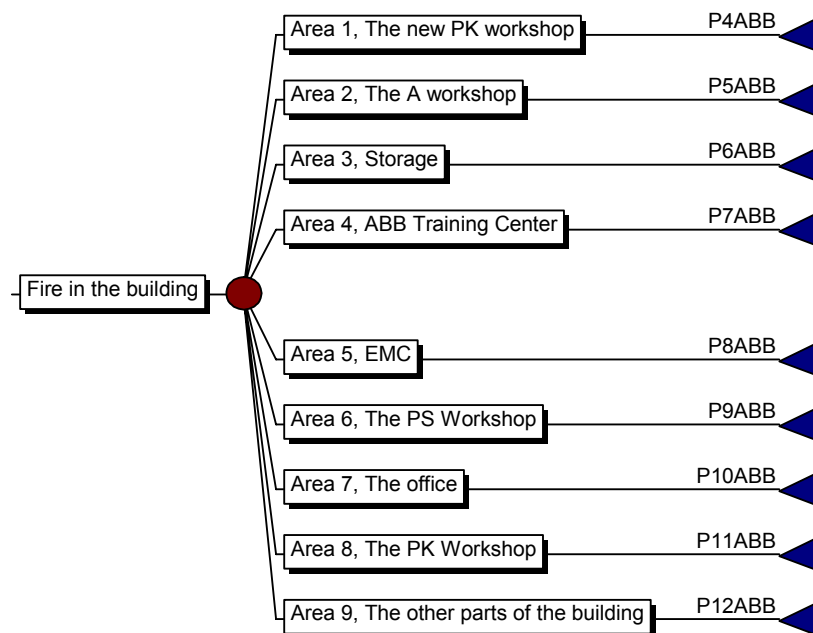 Area 1, The new PK workshop P4ABB
Area 2, The A workshop P5ABB
Area 3, Storage P6ABB
Area 4, ABB Training Center P7ABB
Fire in the building
Area 5, EMC P8ABB
Area 6, The PS Workshop P9ABB
Area 7, The office P10ABB
Area 8, The PK Workshop P11ABB
Area 9, The other parts of the building P12ABB